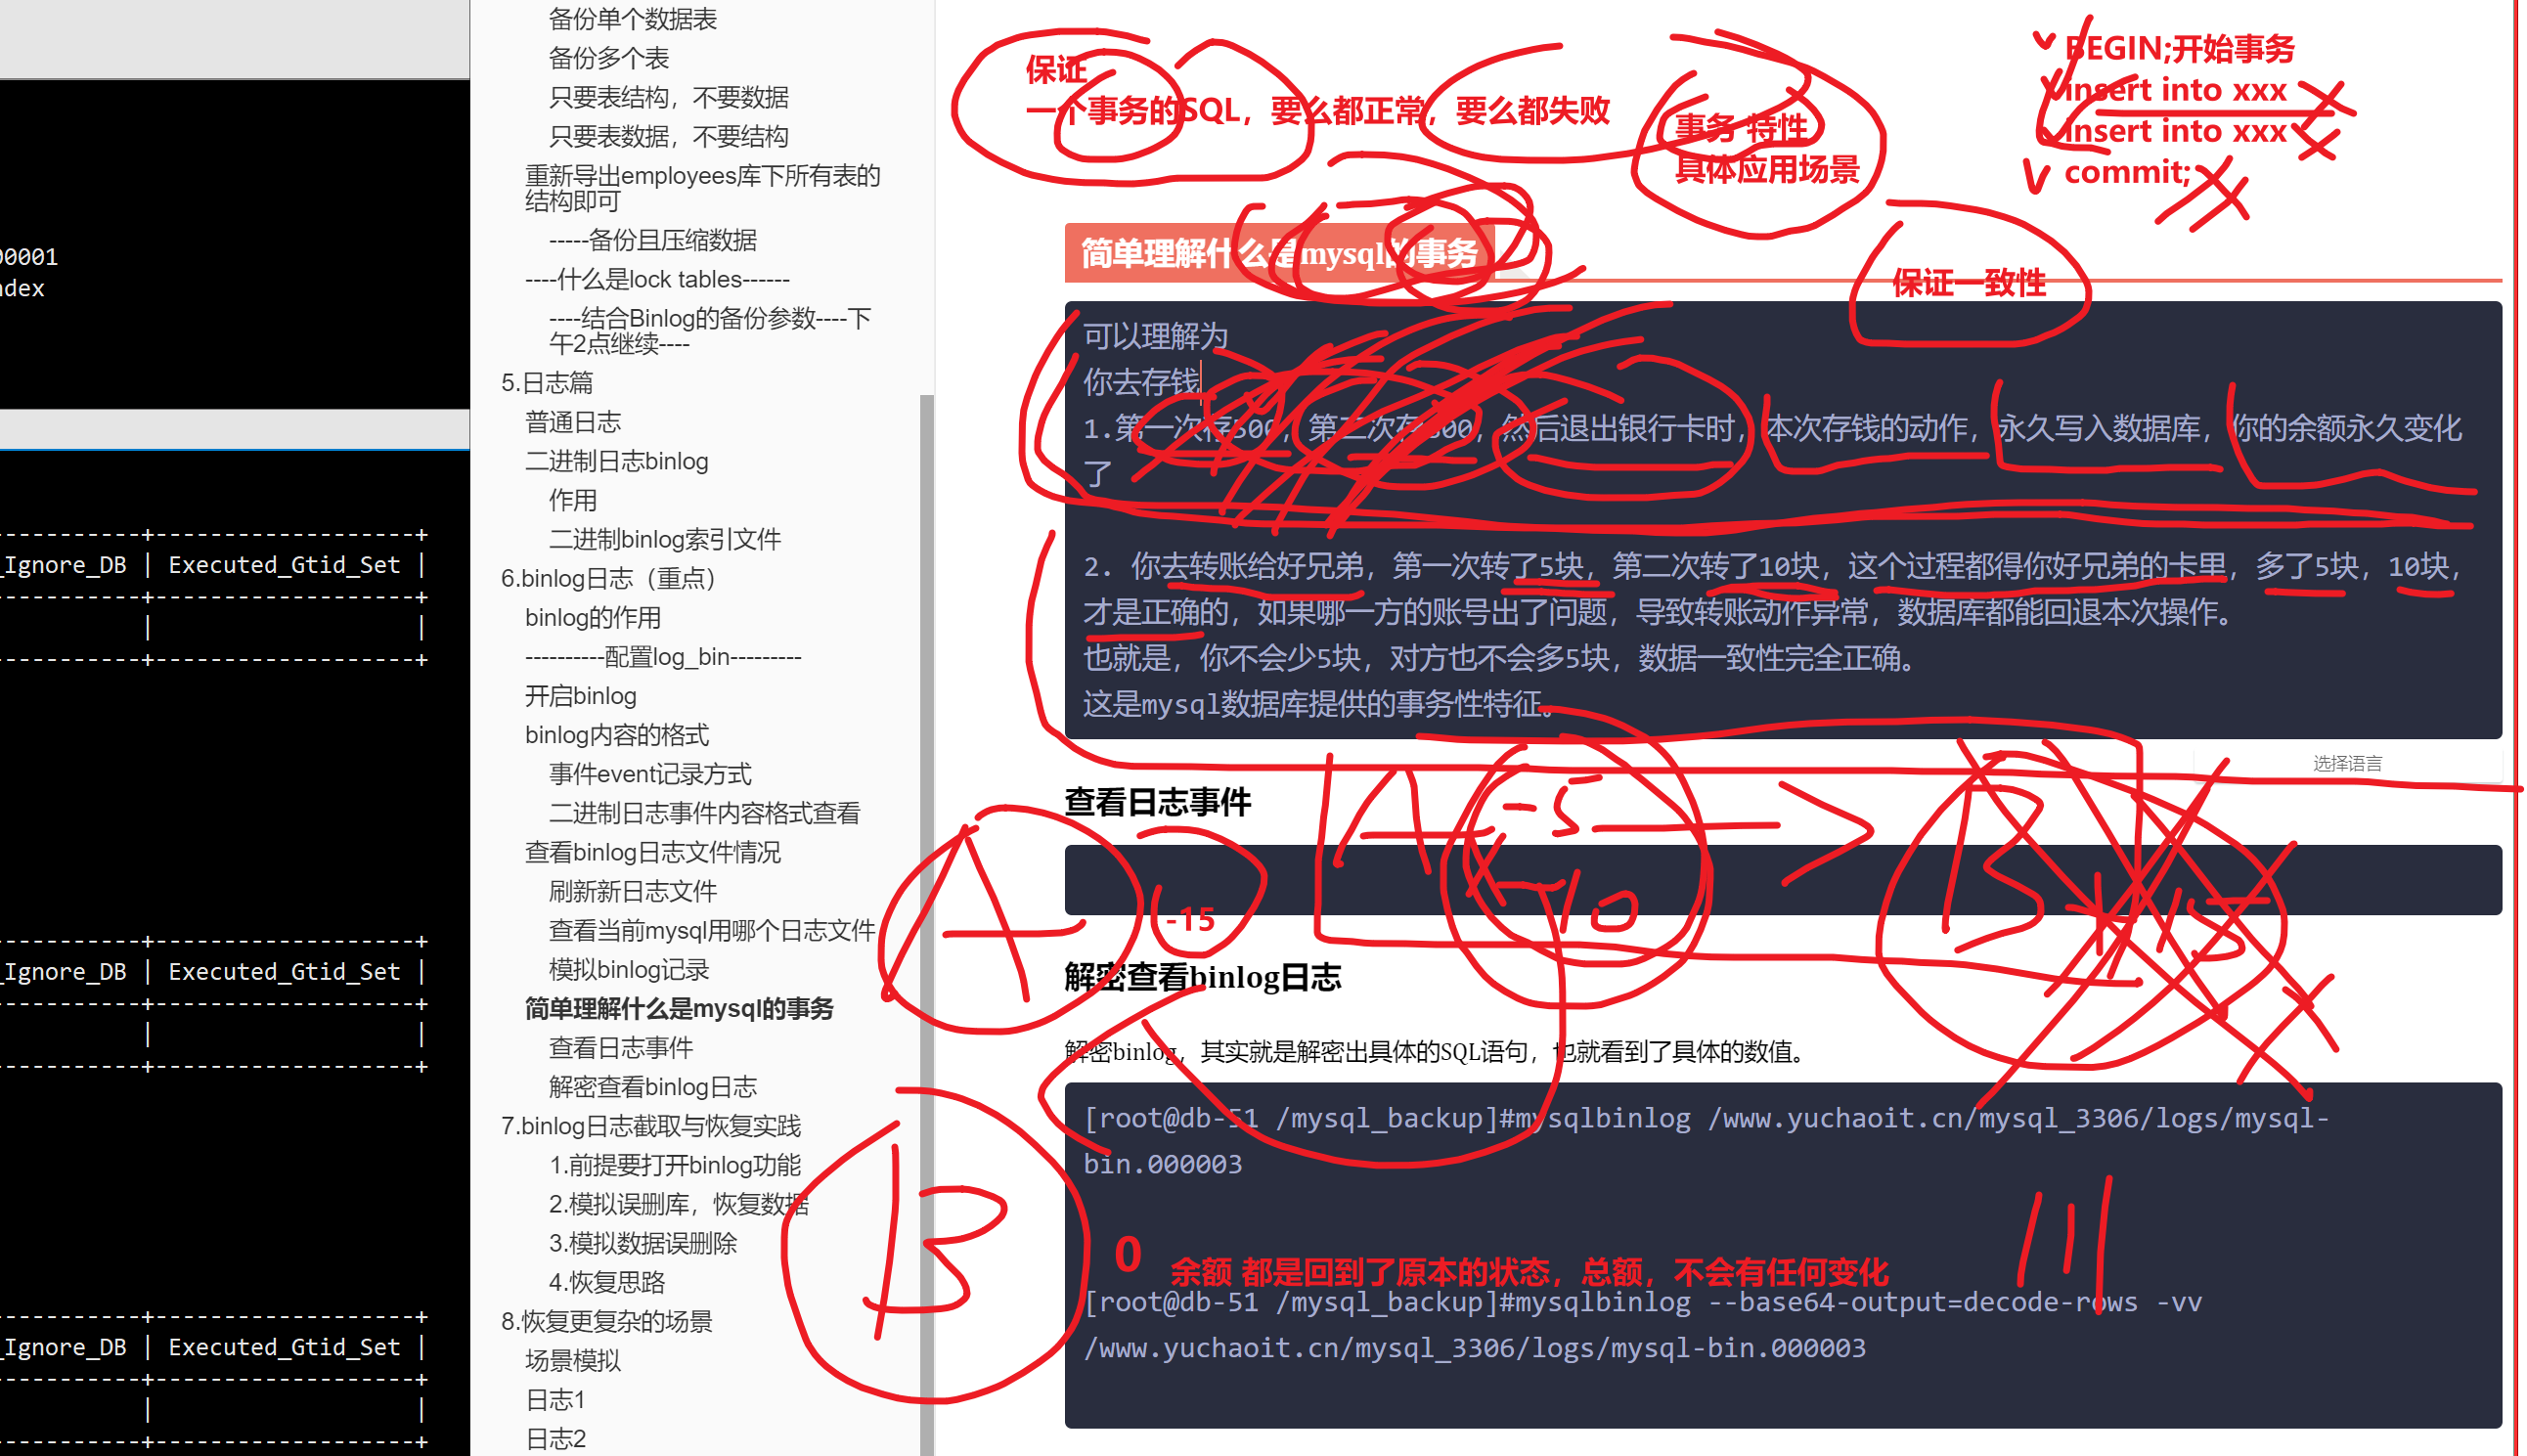 00001
ndex
-----------+-------------------+
_Ignore_DB | Executed_Gtid_Set |
-----------+-------------------+
| |
-----------+-------------------+
-----------+-------------------+
_Ignore_DB | Executed_Gtid_Set |
-----------+-------------------+
| |
-----------+-------------------+
-----------+-------------------+
_Ignore_DB | Executed_Gtid_Set |
-----------+-------------------+
| |
-----------+-------------------+
备份单个数据表
备份多个表
只要表结构，不要数据
只要表数据，不要结构
重新导出employees库下所有表的
结构即可
-----备份且压缩数据
----什么是lock tables------
----结合Binlog的备份参数----下
午2点继续----
5.日志篇
普通日志
二进制日志binlog
作用
二进制binlog索引文件
6.binlog日志（重点）
binlog的作用
----------配置log_bin---------
开启binlog
binlog内容的格式
事件event记录方式
二进制日志事件内容格式查看
查看binlog日志文件情况
刷新新日志文件
查看当前mysql用哪个日志文件
模拟binlog记录
简单理解什么是mysql的事务
查看日志事件
解密查看binlog日志
7.binlog日志截取与恢复实践
1.前提要打开binlog功能
2.模拟误删库，恢复数据
3.模拟数据误删除
4.恢复思路
8.恢复更复杂的场景
场景模拟
日志1
日志2
保证
一个事务的SQL，要么都正常，要么都失败
事务 特性
具体应用场景
BEGIN;开始事务
insert into xxx
insert into xxx
commit;
简单理解什么是mysql的事务
保证一致性
可以理解为
你去存钱
1.第一次存500，第二次存800，然后退出银行卡时，本次存钱的动作，永久写入数据库，你的余额永久变化
了
2. 你去转账给好兄弟，第一次转了5块，第二次转了10块，这个过程都得你好兄弟的卡里，多了5块，10块，
才是正确的，如果哪一方的账号出了问题，导致转账动作异常，数据库都能回退本次操作。
也就是，你不会少5块，对方也不会多5块，数据一致性完全正确。
这是mysql数据库提供的事务性特征。
选择语言
查看日志事件
A
-15
A
-5
-10
B
解密查看binlog日志
解密binlog，其实就是解密出具体的SQL语句，也就看到了具体的数值。
[root@db-51 /mysql_backup]#mysqlbinlog /www.yuchaoit.cn/mysql_3306/logs/mysql-
bin.000003
B
0
余额 都是回到了原本的状态，总额，不会有任何变化
[root@db-51 /mysql_backup]#mysqlbinlog --base64-output=decode-rows -vv
/www.yuchaoit.cn/mysql_3306/logs/mysql-bin.000003